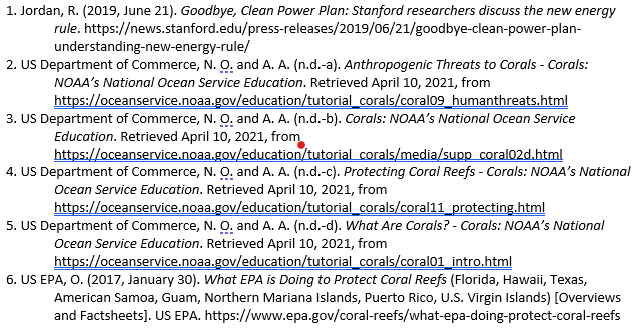 1. Jordan, R. (2019, June 21). Goodbye, Clean Power Plan: Stanford researchers discuss the new energy
rule. https://news.stanford.edu/press-releases/2019/06/21/goodbye-clean-power-plan-
understanding-new-energy-rule/
2. US Department of Commerce, N. O. and A. A. (n.d.-a). Anthropogenic Threats to Corals - Corals:
NOAA's National Ocean Service Education. Retrieved April 10, 2021, from
https://oceanservice.noaa.gov/education/tutorial_corals/coral09_humanthreats.html
3. US Department of Commerce, N. O. and A. A. (n.d.-b). Corals: NOAA's National Ocean Service
Education. Retrieved April 10, 2021, from
https://oceanservice.noaa.gov/education/tutorial_corals/media/supp_coral02d.html
4. US Department of Commerce, N. O. and A. A. (n.d.-c). Protecting Coral Reefs - Corals: NOAA's National
Ocean Service Education. Retrieved April 10, 2021, from
https://oceanservice.noaa.gov/education/tutorial_corals/coral11_protecting.html
5. US Department of Commerce, N. O. and A. A. (n.d.-d). What Are Corals? - Corals: NOAA's National
Ocean Service Education. Retrieved April 10, 2021, from
https://oceanservice.noaa.gov/education/tutorial_corals/coral01_intro.html
6. US EPA, O. (2017, January 30). What EPA is Doing to Protect Coral Reefs (Florida, Hawaii, Texas,
American Samoa, Guam, Northern Mariana Islands, Puerto Rico, U.S. Virgin Islands) [Overviews
and Factsheets]. US EPA. https://www.epa.gov/coral-reefs/what-epa-doing-protect-coral-reefs